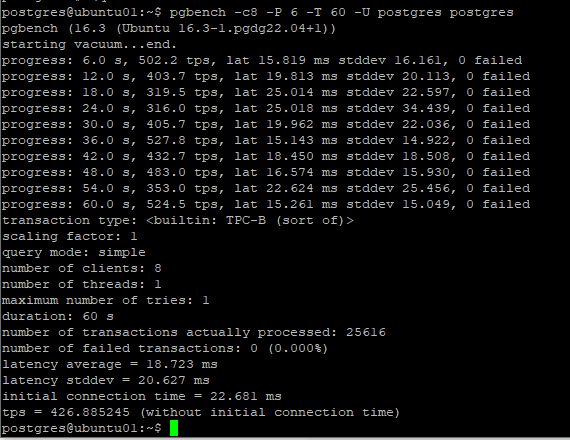 postgres@ubuntu01:~$ pgbench -c8 -P 6 -T 60 -U postgres postgres
pgbench (16.3 (Ubuntu 16.3-1.pgdg22.04+1))
starting vacuum...end.
progress: 6.0 s, 502.2 tps, lat 15.819 ms stddev 16.161, 0 failed
progress: 12.0 s, 403.7 tps, lat 19.813 ms stddev 20.113, 0 failed
progress: 18.0 s, 319.5 tps, lat 25.014 ms stddev 22.597, 0 failed
progress: 24.0 s, 316.0 tps, lat 25.018 ms stddev 34.439, 0 failed
progress: 30.0 s, 405.7 tps, lat 19.962 ms stddev 22.036, 0 failed
progress: 36.0 s, 527.8 tps, lat 15.143 ms stddev 14.922, 0 failed
progress: 42.0 s, 432.7 tps, lat 18.450 ms stddev 18.508, 0 failed
progress: 48.0 s, 483.0 tps, lat 16.574 ms stddev 15.930, 0 failed
progress: 54.0 s, 353.0 tps, lat 22.624 ms stddev 25.456, 0 failed
progress: 60.0 s, 524.5 tps, lat 15.261 ms stddev 15.049, 0 failed
transaction type: <builtin: TPC-B (sort of)>
scaling factor: 1
query mode: simple
number of clients: 8
number of threads: 1
maximum number of tries: 1
duration: 60 s
number of transactions actually processed: 25616
number of failed transactions: 0 (0.000%)
latency average = 18.723 ms
latency stddev = 20.627 ms
initial connection time = 22.681 ms
tps = 426.885245 (without initial connection time)
postgres@ubuntu01:~$